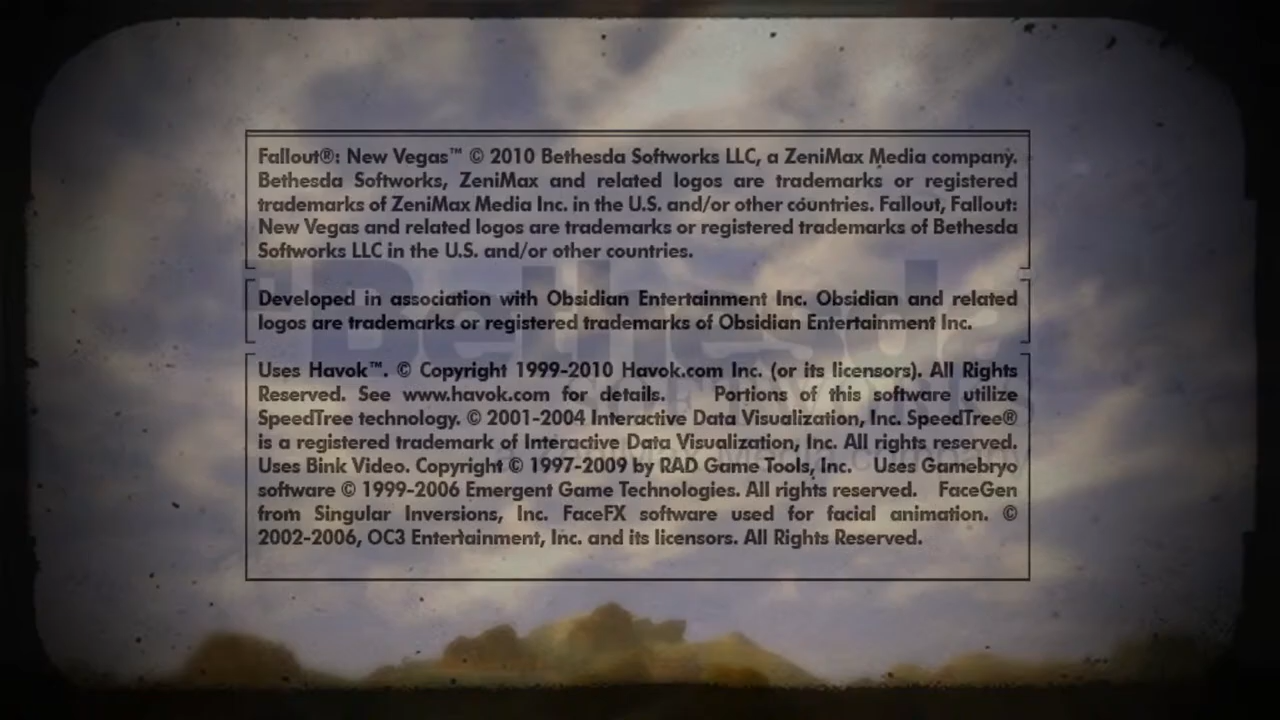 Fallout®: New Vegas™ © 2010 Bethesda Softworks LLC, a ZeniMax Media company.
Bethesda Softworks, ZeniMax and related logos are trademarks or registered
trademarks of ZeniMax Media Inc. in the U.S. and/or other countries. Fallout, Fallout:
New Vegas and related logos are trademarks or registered trademarks of Bethesda
Softworks LLC in the U.S. and/or other countries.
Developed in association with Obsidian Entertainment Inc. Obsidian and related
logos are trademarks or registered trademarks of Obsidian Entertainment Inc.
Uses Havok™. © Copyright 1999-2010 Havok.com Inc. (or its licensors). All Rights
Reserved. See www.havok.com for details. Portions of this software utilize
SpeedTree technology. © 2001-2004 Interactive Data Visualization, Inc. SpeedTree®
is a registered trademark of Interactive Data Visualization, Inc. All rights reserved.
Uses Bink Video. Copyright © 1997-2009 by RAD Game Tools, Inc. Uses Gamebryo
software © 1999-2006 Emergent Game Technologies. All rights reserved. FaceGen
from Singular Inversions, Inc. FaceFX software used for facial animation. ©
2002-2006, OC3 Entertainment, Inc. and its licensors. All Rights Reserved.
Bethesda